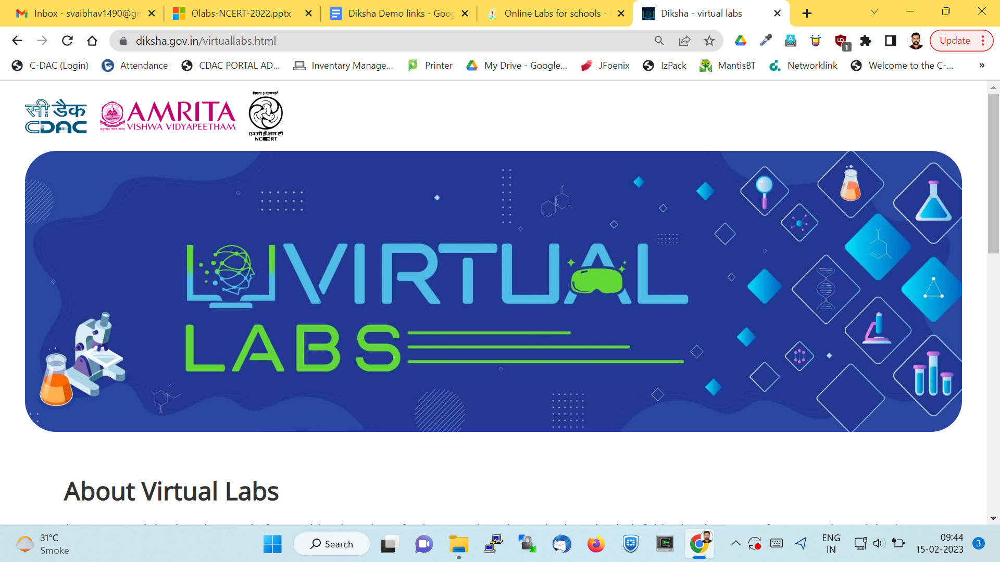 Inbox - svaibhav1490@gm
Olabs-NCERT-2022.pptx
Diksha Demo links - Goog
Online Labs for schools -
Diksha - virtual labs
diksha.gov.in/virtuallabs.html
1
Update
C-DAC (Login)
Attendance
CDAC PORTAL AD...
Inventary Manage...
Printer
My Drive - Google...
JFoenix
IzPack
MantisBT
Networklink
Welcome to the C-...
»
सी डैक
CDAC
AMRITA
VISHWA VIDYAPEETHAM
एन सी ई आर टी
NCERT
VIRTUAL
LABS
About Virtual Labs
31°C
Smoke
Search
ENG
IN
09:44
15-02-2023
3